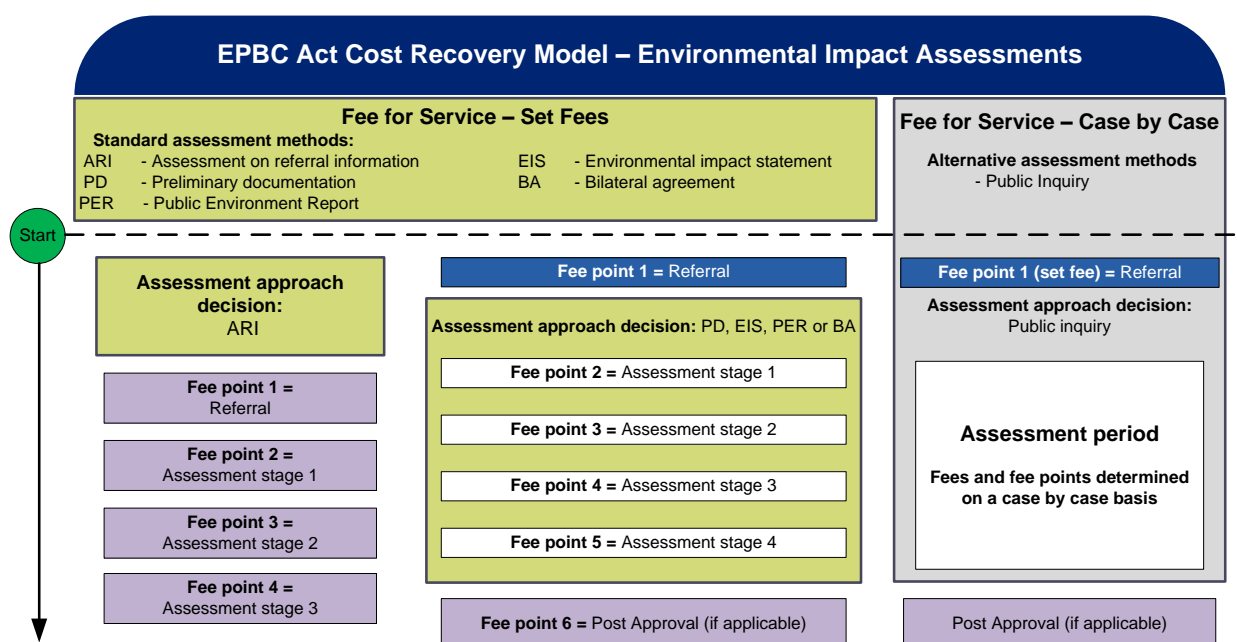 EPBC Act Cost Recovery Model – Environmental Impact Assessments
Fee for Service – Set Fees
Standard assessment methods:
ARI - Assessment on referral information
PD - Preliminary documentation
PER - Public Environment Report
EIS - Environmental impact statement
BA - Bilateral agreement
Fee for Service – Case by Case
Alternative assessment methods
- Public Inquiry
Start
Assessment approach
decision:
ARI
Fee point 1 =
Referral
Fee point 2 =
Assessment stage 1
Fee point 3 =
Assessment stage 2
Fee point 4 =
Assessment stage 3
Fee point 1 = Referral
Assessment approach decision: PD, EIS, PER or BA
Fee point 2 = Assessment stage 1
Fee point 3 = Assessment stage 2
Fee point 4 = Assessment stage 3
Fee point 5 = Assessment stage 4
Fee point 6 = Post Approval (if applicable)
Fee point 1 (set fee) = Referral
Assessment approach decision:
Public inquiry
Assessment period
Fees and fee points determined
on a case by case basis
Post Approval (if applicable)